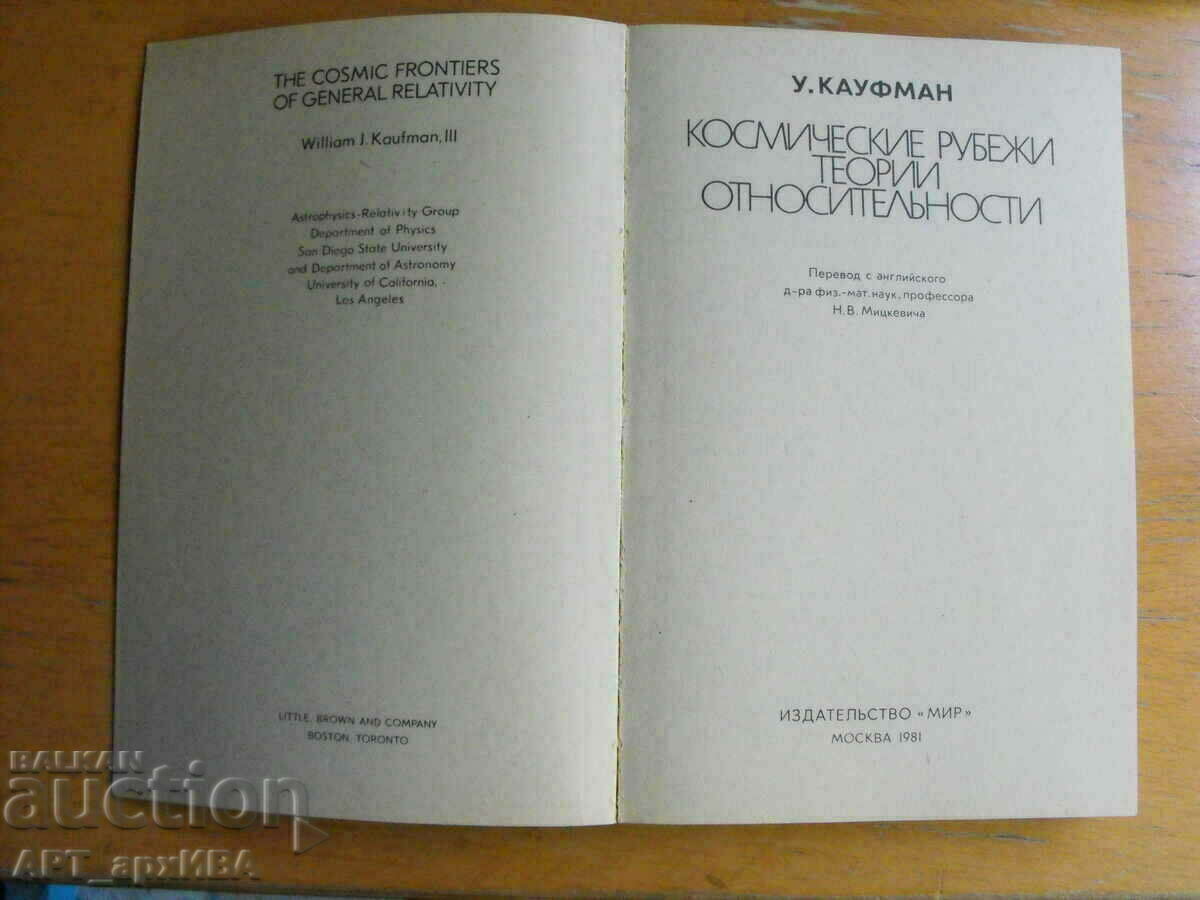 THE COSMIC FRONTIERS
OF GENERAL RELATIVITY
William J. Kaufman, III
Astrophysics-Relativity Group
Department of Physics
San Diego State University
and Department of Astronomy
University of California,
Los Angeles
LITTLE, BROWN AND COMPANY
BOSTON, TORONTO
У. КАУФМАН
КОСМИЧЕСКИЕ РУБЕЖИ
ТЕОРИИ
ОТНОСИТЕЛЬНОСТИ
Перевод с английского
д-ра физ.-мат. наук, профессора
Н. В. Мицкевича
ИЗДАТЕЛЬСТВО «МИР»
МОСКВА 1981
BALKAN
auction
АРТ_архИВА